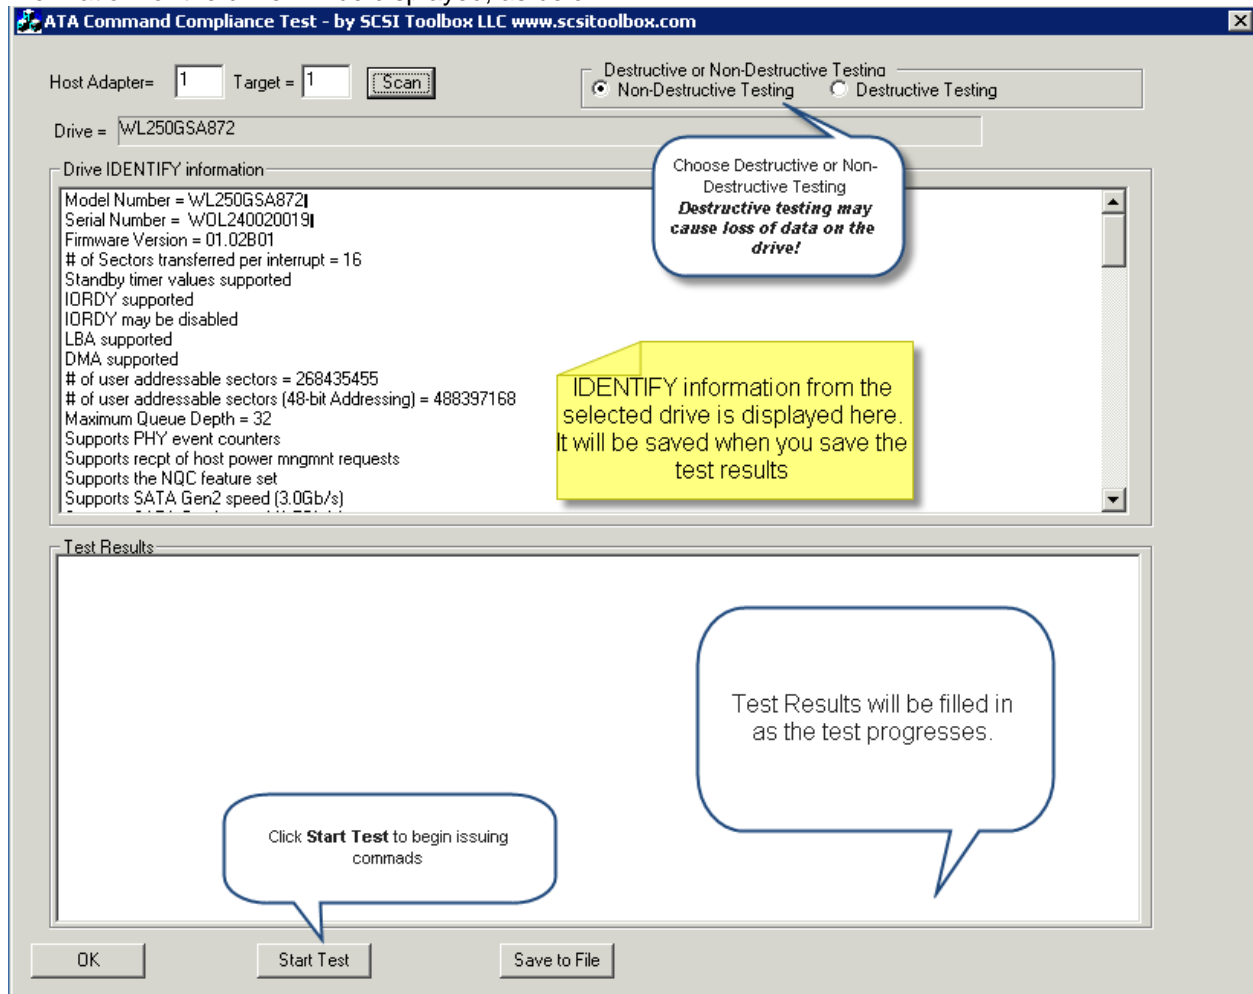 ATA Command Compliance Test - by SCSI Toolbox LLC www.scsitoolbox.com
Host Adapter= 1 Target = 1 Scan
Destructive or Non-Destructive Testing
Non-Destructive Testing Destructive Testing
Drive = WL250GSA872
Choose Destructive or Non-
Destructive Testing
Destructive testing may
cause loss of data on the
drive!
Drive IDENTIFY information
Model Number = WL250GSA872
Serial Number = WOL240020019
Firmware Version = 01.02B01
# of Sectors transferred per interrupt = 16
Standby timer values supported
IORDY supported
IORDY may be disabled
LBA supported
DMA supported
# of user addressable sectors = 268435455
# of user addressable sectors (48-bit Addressing) = 488397168
Maximum Queue Depth = 32
Supports PHY event counters
Supports recpt of host power mngmnt requests
Supports the NQC feature set
Supports SATA Gen2 speed (3.0Gb/s)
IDENTIFY information from the
selected drive is displayed here.
It will be saved when you save the
test results
Test Results
Test Results will be filled in
as the test progresses.
Click Start Test to begin issuing
commads
OK Start Test Save to File